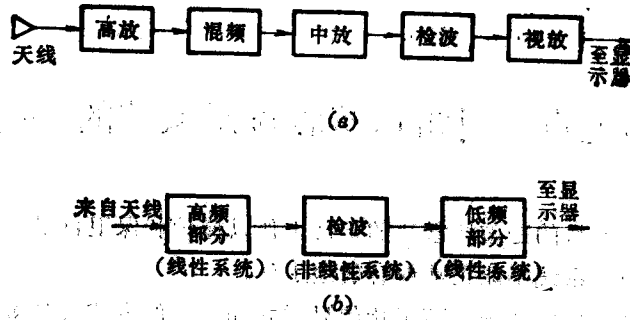 高放 混频 中放 检波 视放
天线
至显
示器
(a)
来自天线
高频
部分
检波
低频
部分
至显
示器
(线性系统) (非线性系统) (线性系统)
(b)